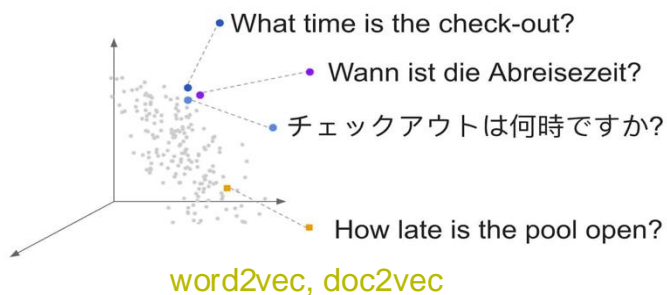 What time is the check-out?
Wann ist die Abreisezeit?
チェックアウトは何時ですか?
How late is the pool open?
word2vec, doc2vec